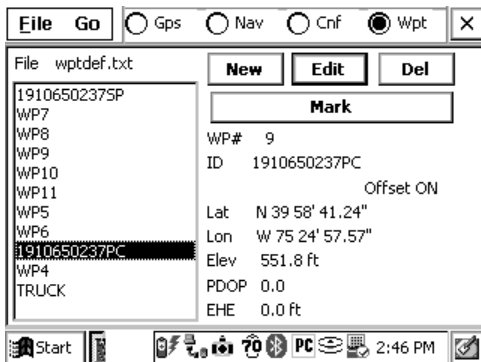 File Go Gps Nav Cnf Wpt
File wptdef.txt
New Edit Del
Mark
1910650237SP
WP7
WP8
WP9
WP10
WP11
WP5
WP6
1910650237PC
WP4
TRUCK
WP# 9
ID 1910650237PC
Offset ON
Lat N 39 58' 41.24"
Lon W 75 24' 57.57"
Elev 551.8 ft
PDOP 0.0
EHE 0.0 ft
Start 70 PC 2:46 PM